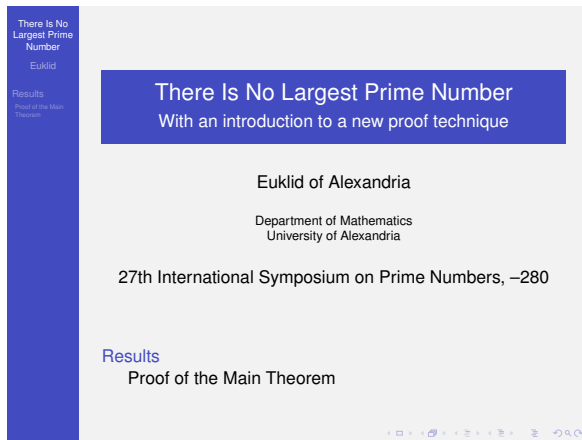 There Is No
Largest Prime
Number
Euklid
Results
Proof of the Main
Theorem
There Is No Largest Prime Number
With an introduction to a new proof technique
Euklid of Alexandria
Department of Mathematics
University of Alexandria
27th International Symposium on Prime Numbers, –280
Results
Proof of the Main Theorem